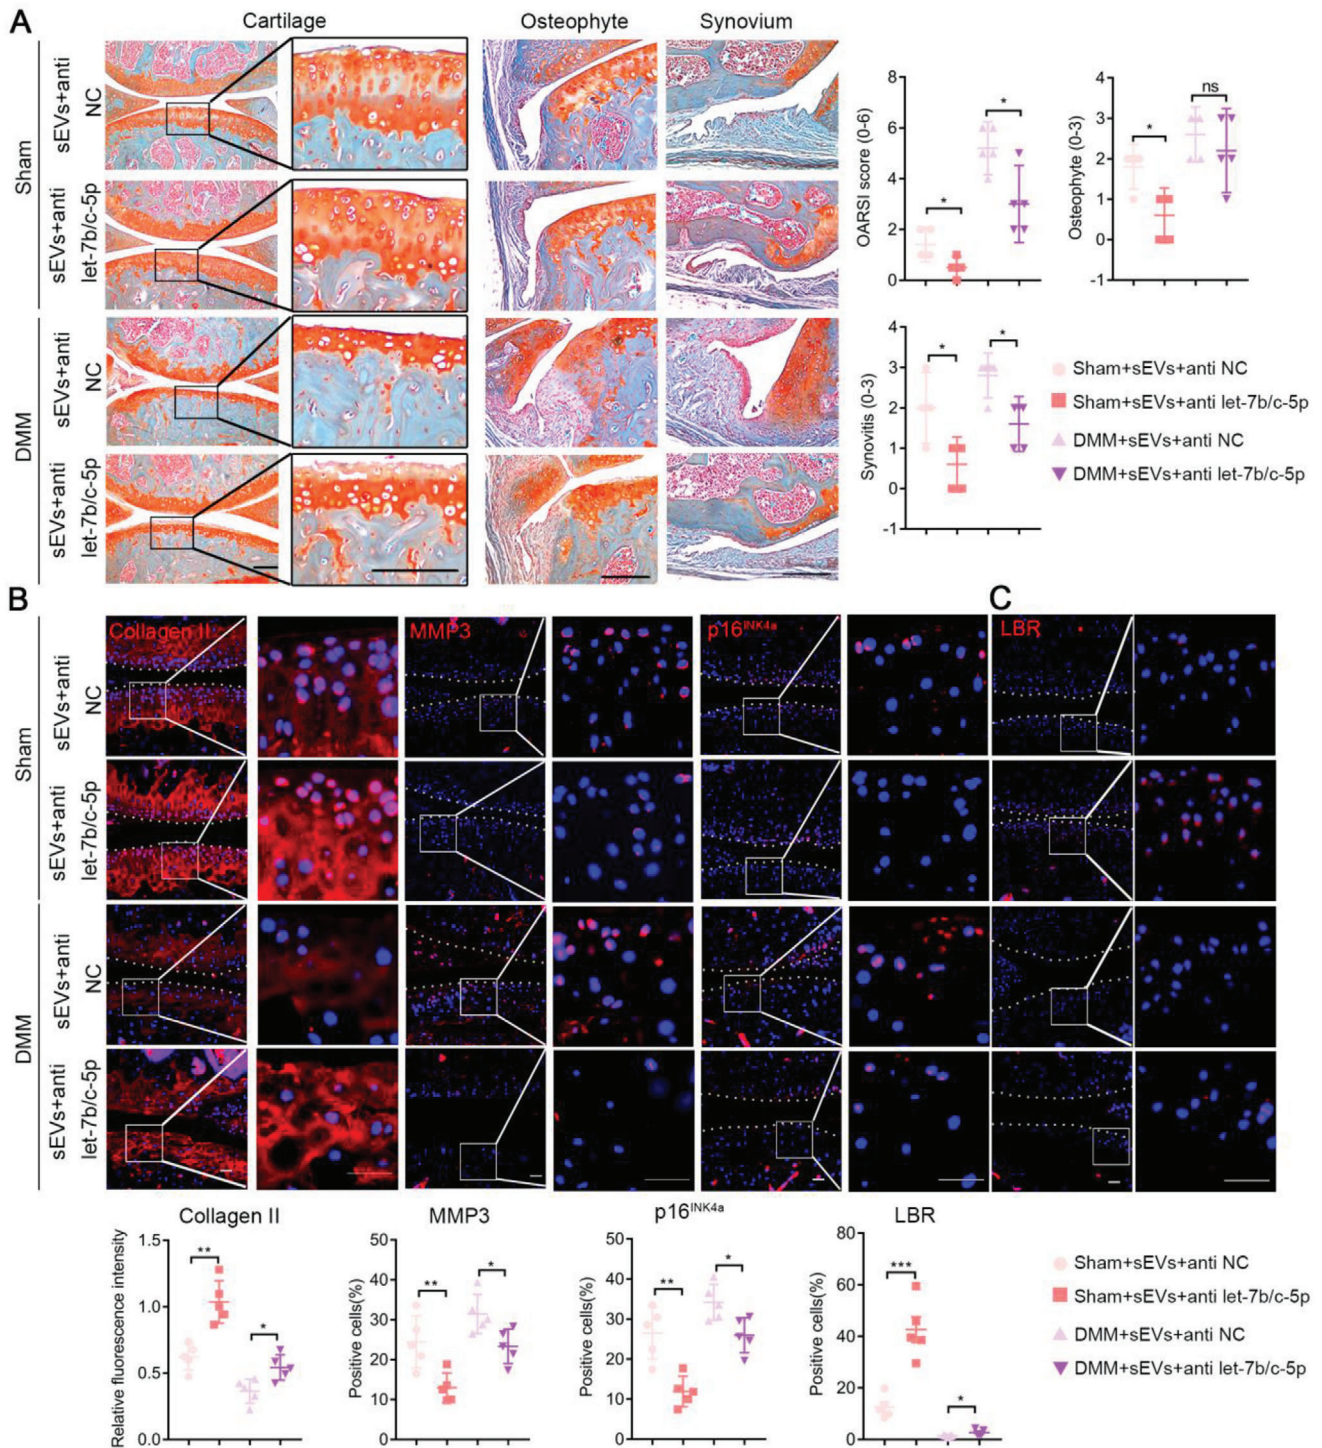 A
Cartilage
Osteophyte
Synovium
Sham
sEVs+anti
NC
sEVs+anti
let-7b/c-5p
DMM
sEVs+anti
NC
sEVs+anti
let-7b/c-5p
OARSI score (0-6)
8
6
4
2
0
*
*
Osteophyte (0-3)
4
3
2
1
0
-1
*
ns
Synovitis (0-3)
4
3
2
1
0
-1
*
*
Sham+sEVs+anti NC
Sham+sEVs+anti let-7b/c-5p
DMM+sEVs+anti NC
DMM+sEVs+anti let-7b/c-5p
B
C
Collagen II
MMP3
p16INK4a
LBR
Sham
sEVs+anti
NC
sEVs+anti
let-7b/c-5p
DMM
sEVs+anti
NC
sEVs+anti
let-7b/c-5p
Collagen II
Relative fluorescence intensity
1.5
1.0
0.5
0.0
**
*
MMP3
Positive cells(%)
50
40
30
20
10
0
**
*
p16INK4a
Positive cells(%)
50
40
30
20
10
0
**
*
LBR
Positive cells(%)
80
60
40
20
0
***
*
Sham+sEVs+anti NC
Sham+sEVs+anti let-7b/c-5p
DMM+sEVs+anti NC
DMM+sEVs+anti let-7b/c-5p